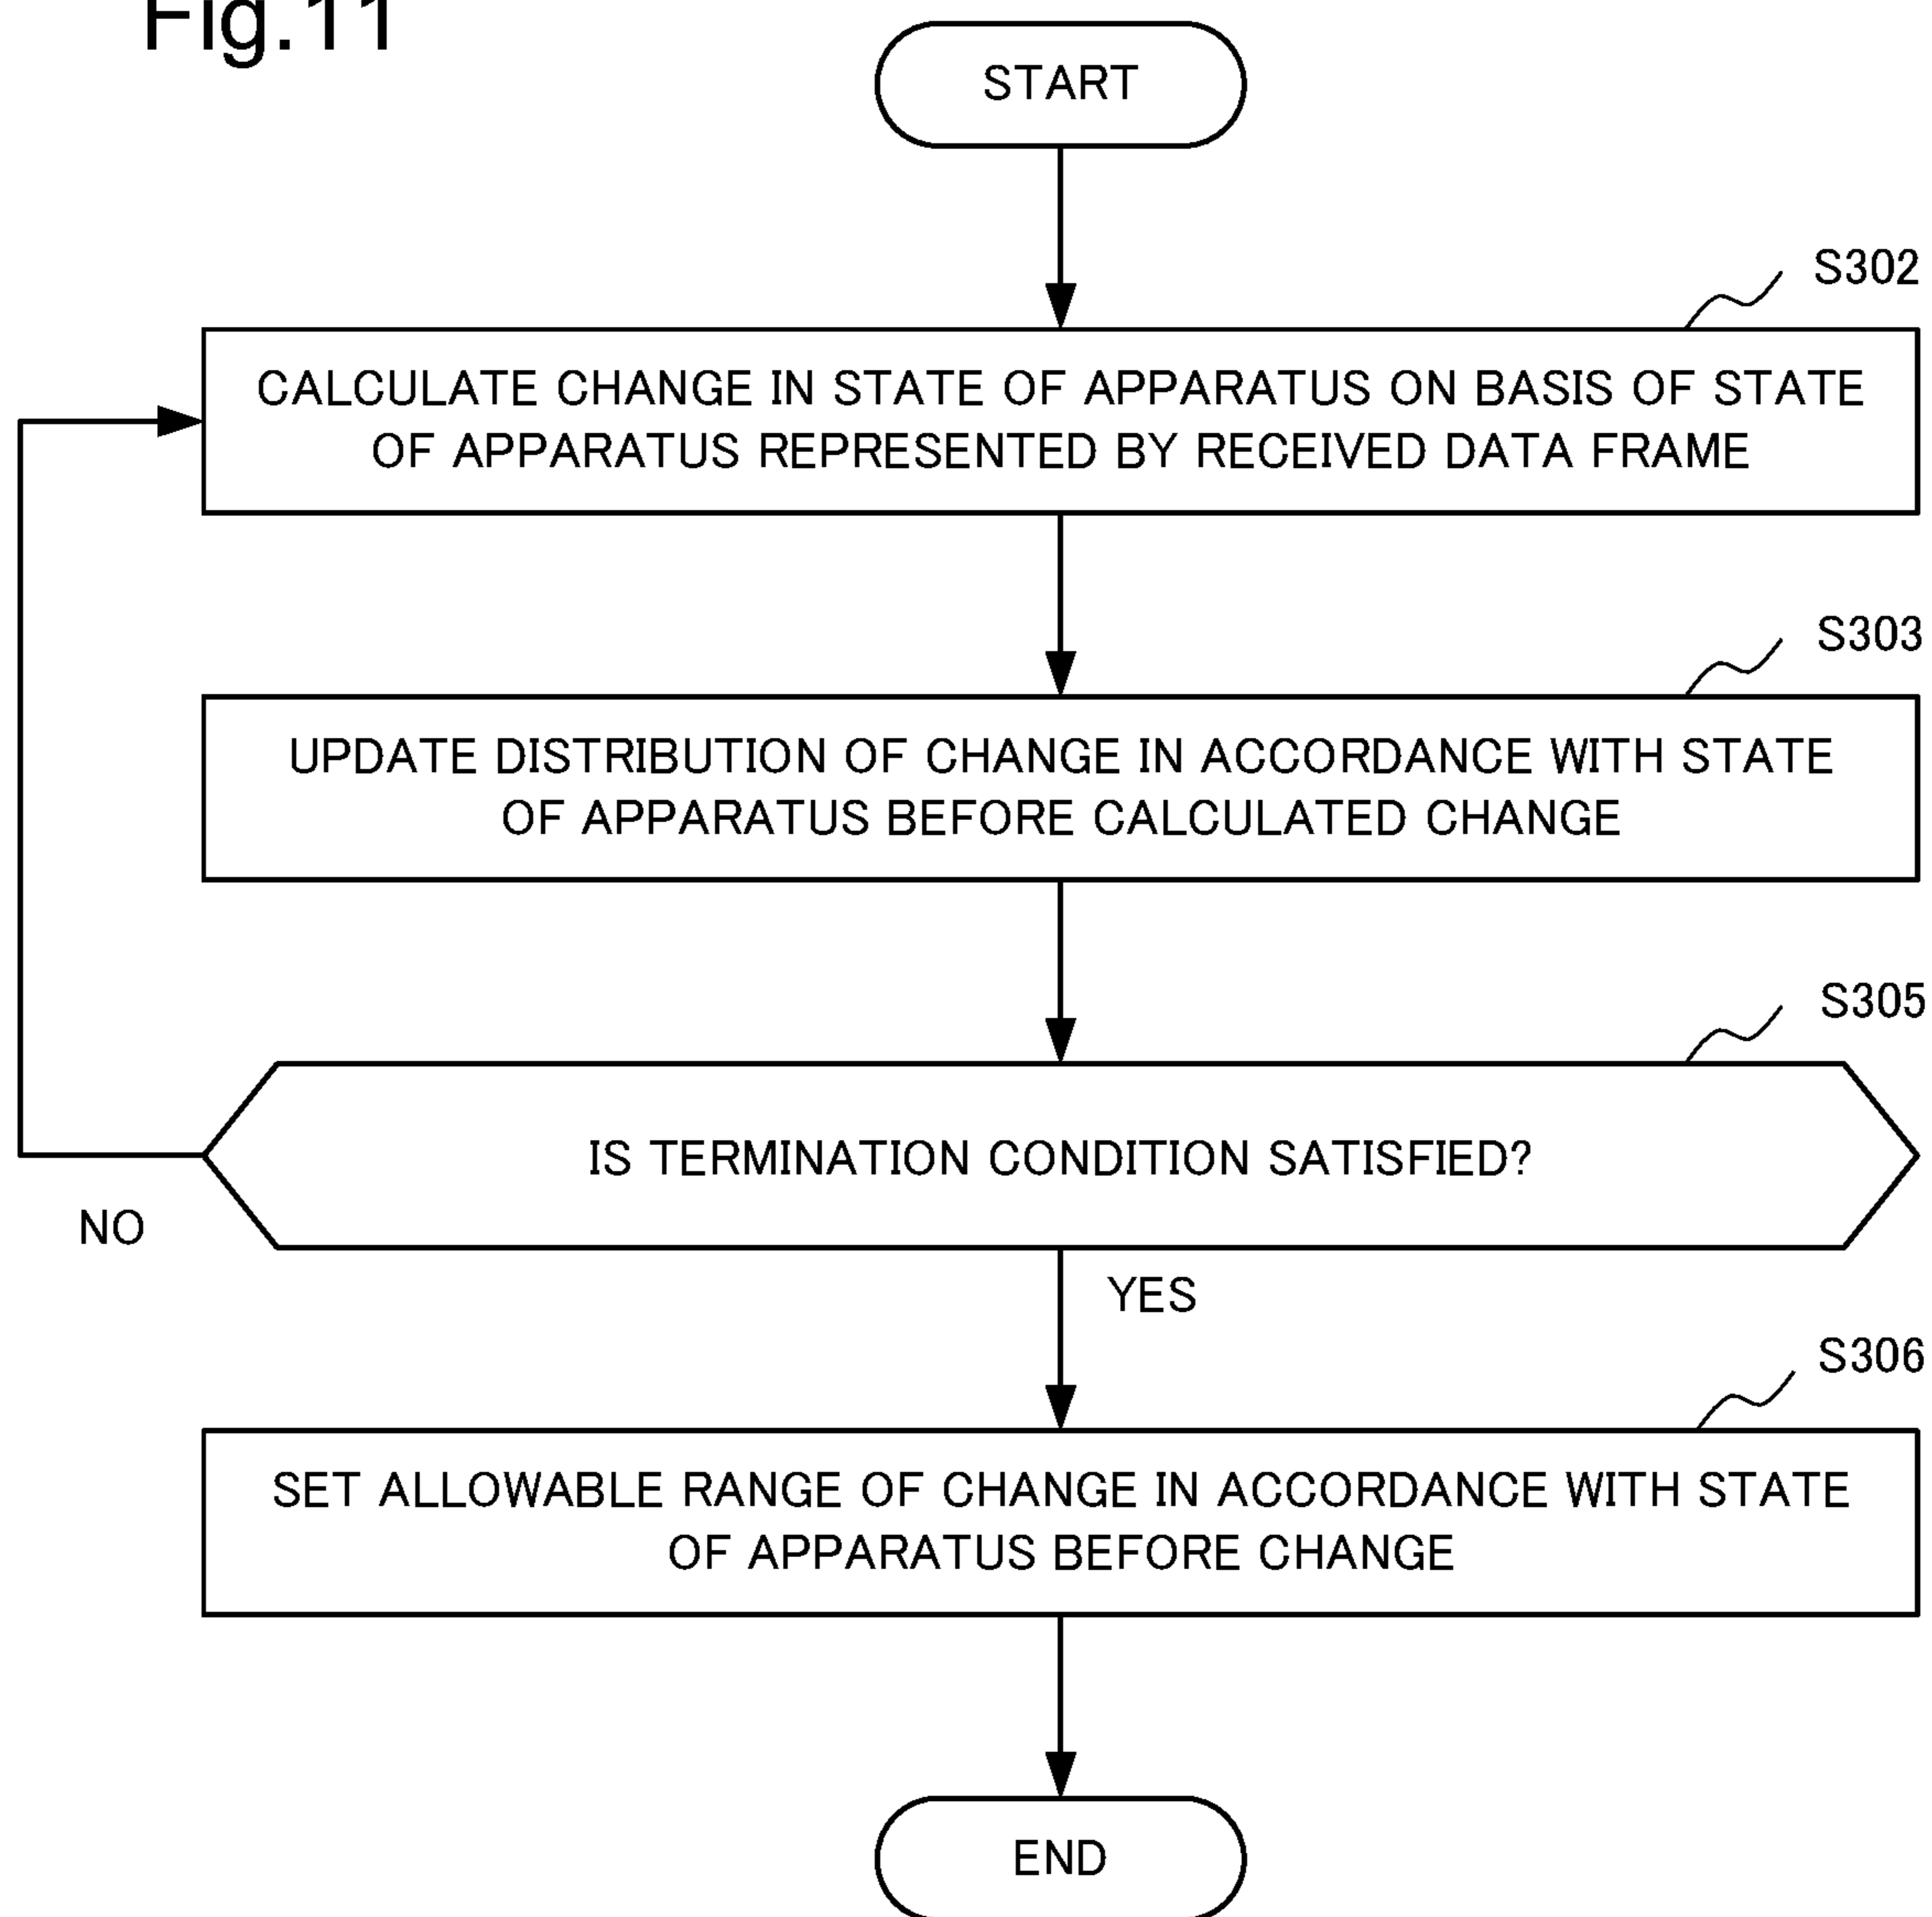 Fig.11
START
S302
CALCULATE CHANGE IN STATE OF APPARATUS ON BASIS OF STATE
OF APPARATUS REPRESENTED BY RECEIVED DATA FRAME
S303
UPDATE DISTRIBUTION OF CHANGE IN ACCORDANCE WITH STATE
OF APPARATUS BEFORE CALCULATED CHANGE
S305
IS TERMINATION CONDITION SATISFIED?
NO
YES
S306
SET ALLOWABLE RANGE OF CHANGE IN ACCORDANCE WITH STATE
OF APPARATUS BEFORE CHANGE
END